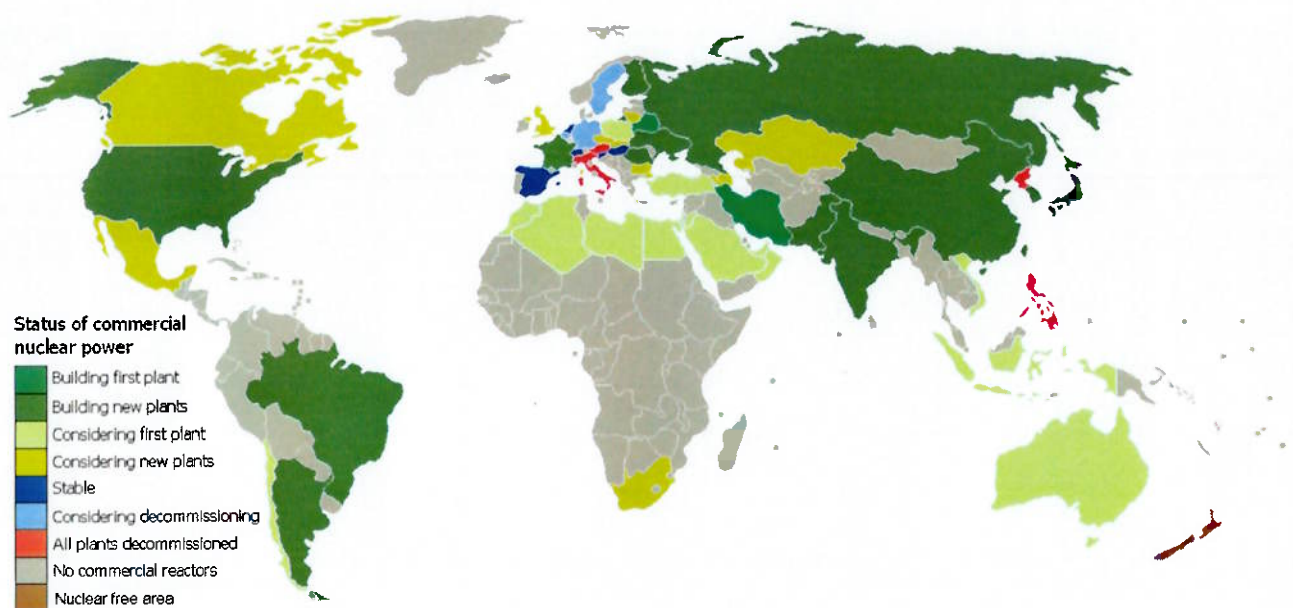 Status of commercial
nuclear power
Building first plant
Building new plants
Considering first plant
Considering new plants
Stable
Considering decommissioning
All plants decommissioned
No commercial reactors
Nuclear free area